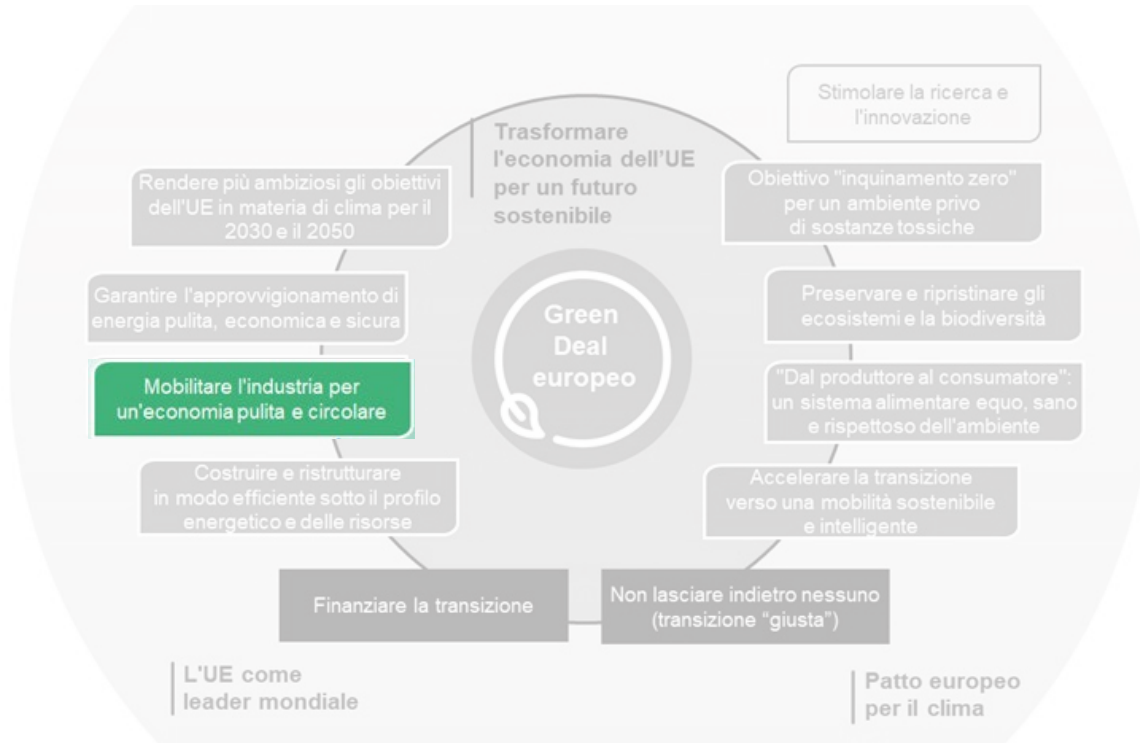 Stimolare la ricerca e
l'innovazione
Trasformare
l'economia dell'UE
per un futuro
sostenibile
Rendere più ambiziosi gli obiettivi
dell'UE in materia di clima per il
2030 e il 2050
Obiettivo "inquinamento zero"
per un ambiente privo
di sostanze tossiche
Garantire l'approvvigionamento di
energia pulita, economica e sicura
Preservare e ripristinare gli
ecosistemi e la biodiversità
Green
Deal
europeo
Mobilitare l'industria per
un'economia pulita e circolare
"Dal produttore al consumatore":
un sistema alimentare equo, sano
e rispettoso dell'ambiente
Costruire e ristrutturare
in modo efficiente sotto il profilo
energetico e delle risorse
Accelerare la transizione
verso una mobilità sostenibile
e intelligente
Finanziare la transizione
Non lasciare indietro nessuno
(transizione “giusta”)
L'UE come
leader mondiale
Patto europeo
per il clima